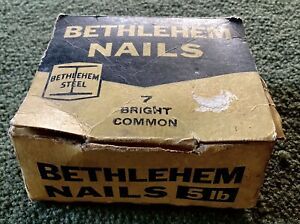 BETHLEHEM
NAILS
BETHLEHEM
STEEL
7
BRIGHT
COMMON
BETHLEHEM
NAILS 5 lb